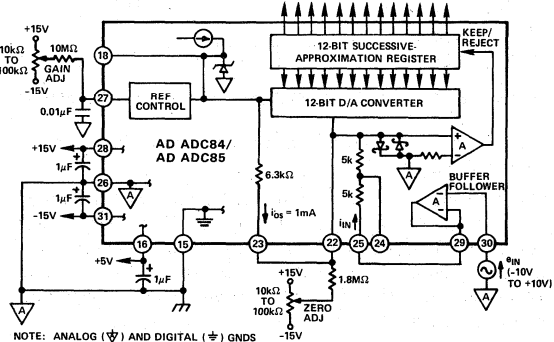 +15V
10kΩ
TO
100kΩ
-15V
10MΩ
GAIN
ADJ
0.01µF
18
27
REF
CONTROL
12-BIT SUCCESSIVE-
APPROXIMATION REGISTER
KEEP/
REJECT
12-BIT D/A CONVERTER
AD ADC84/
AD ADC85
+15V
28
1µF
26
A
1µF
-15V
31
6.3kΩ
iOS = 1mA
5k
5k
iIN
A
+
−
A
BUFFER
FOLLOWER
A
−
16
15
23
22
25
24
29
30
+5V
+
1µF
A
+15V
10kΩ
TO
100kΩ
-15V
1.8MΩ
ZERO
ADJ
eIN
(-10V
TO +10V)
A
NOTE: ANALOG (A) AND DIGITAL (⏚) GNDS